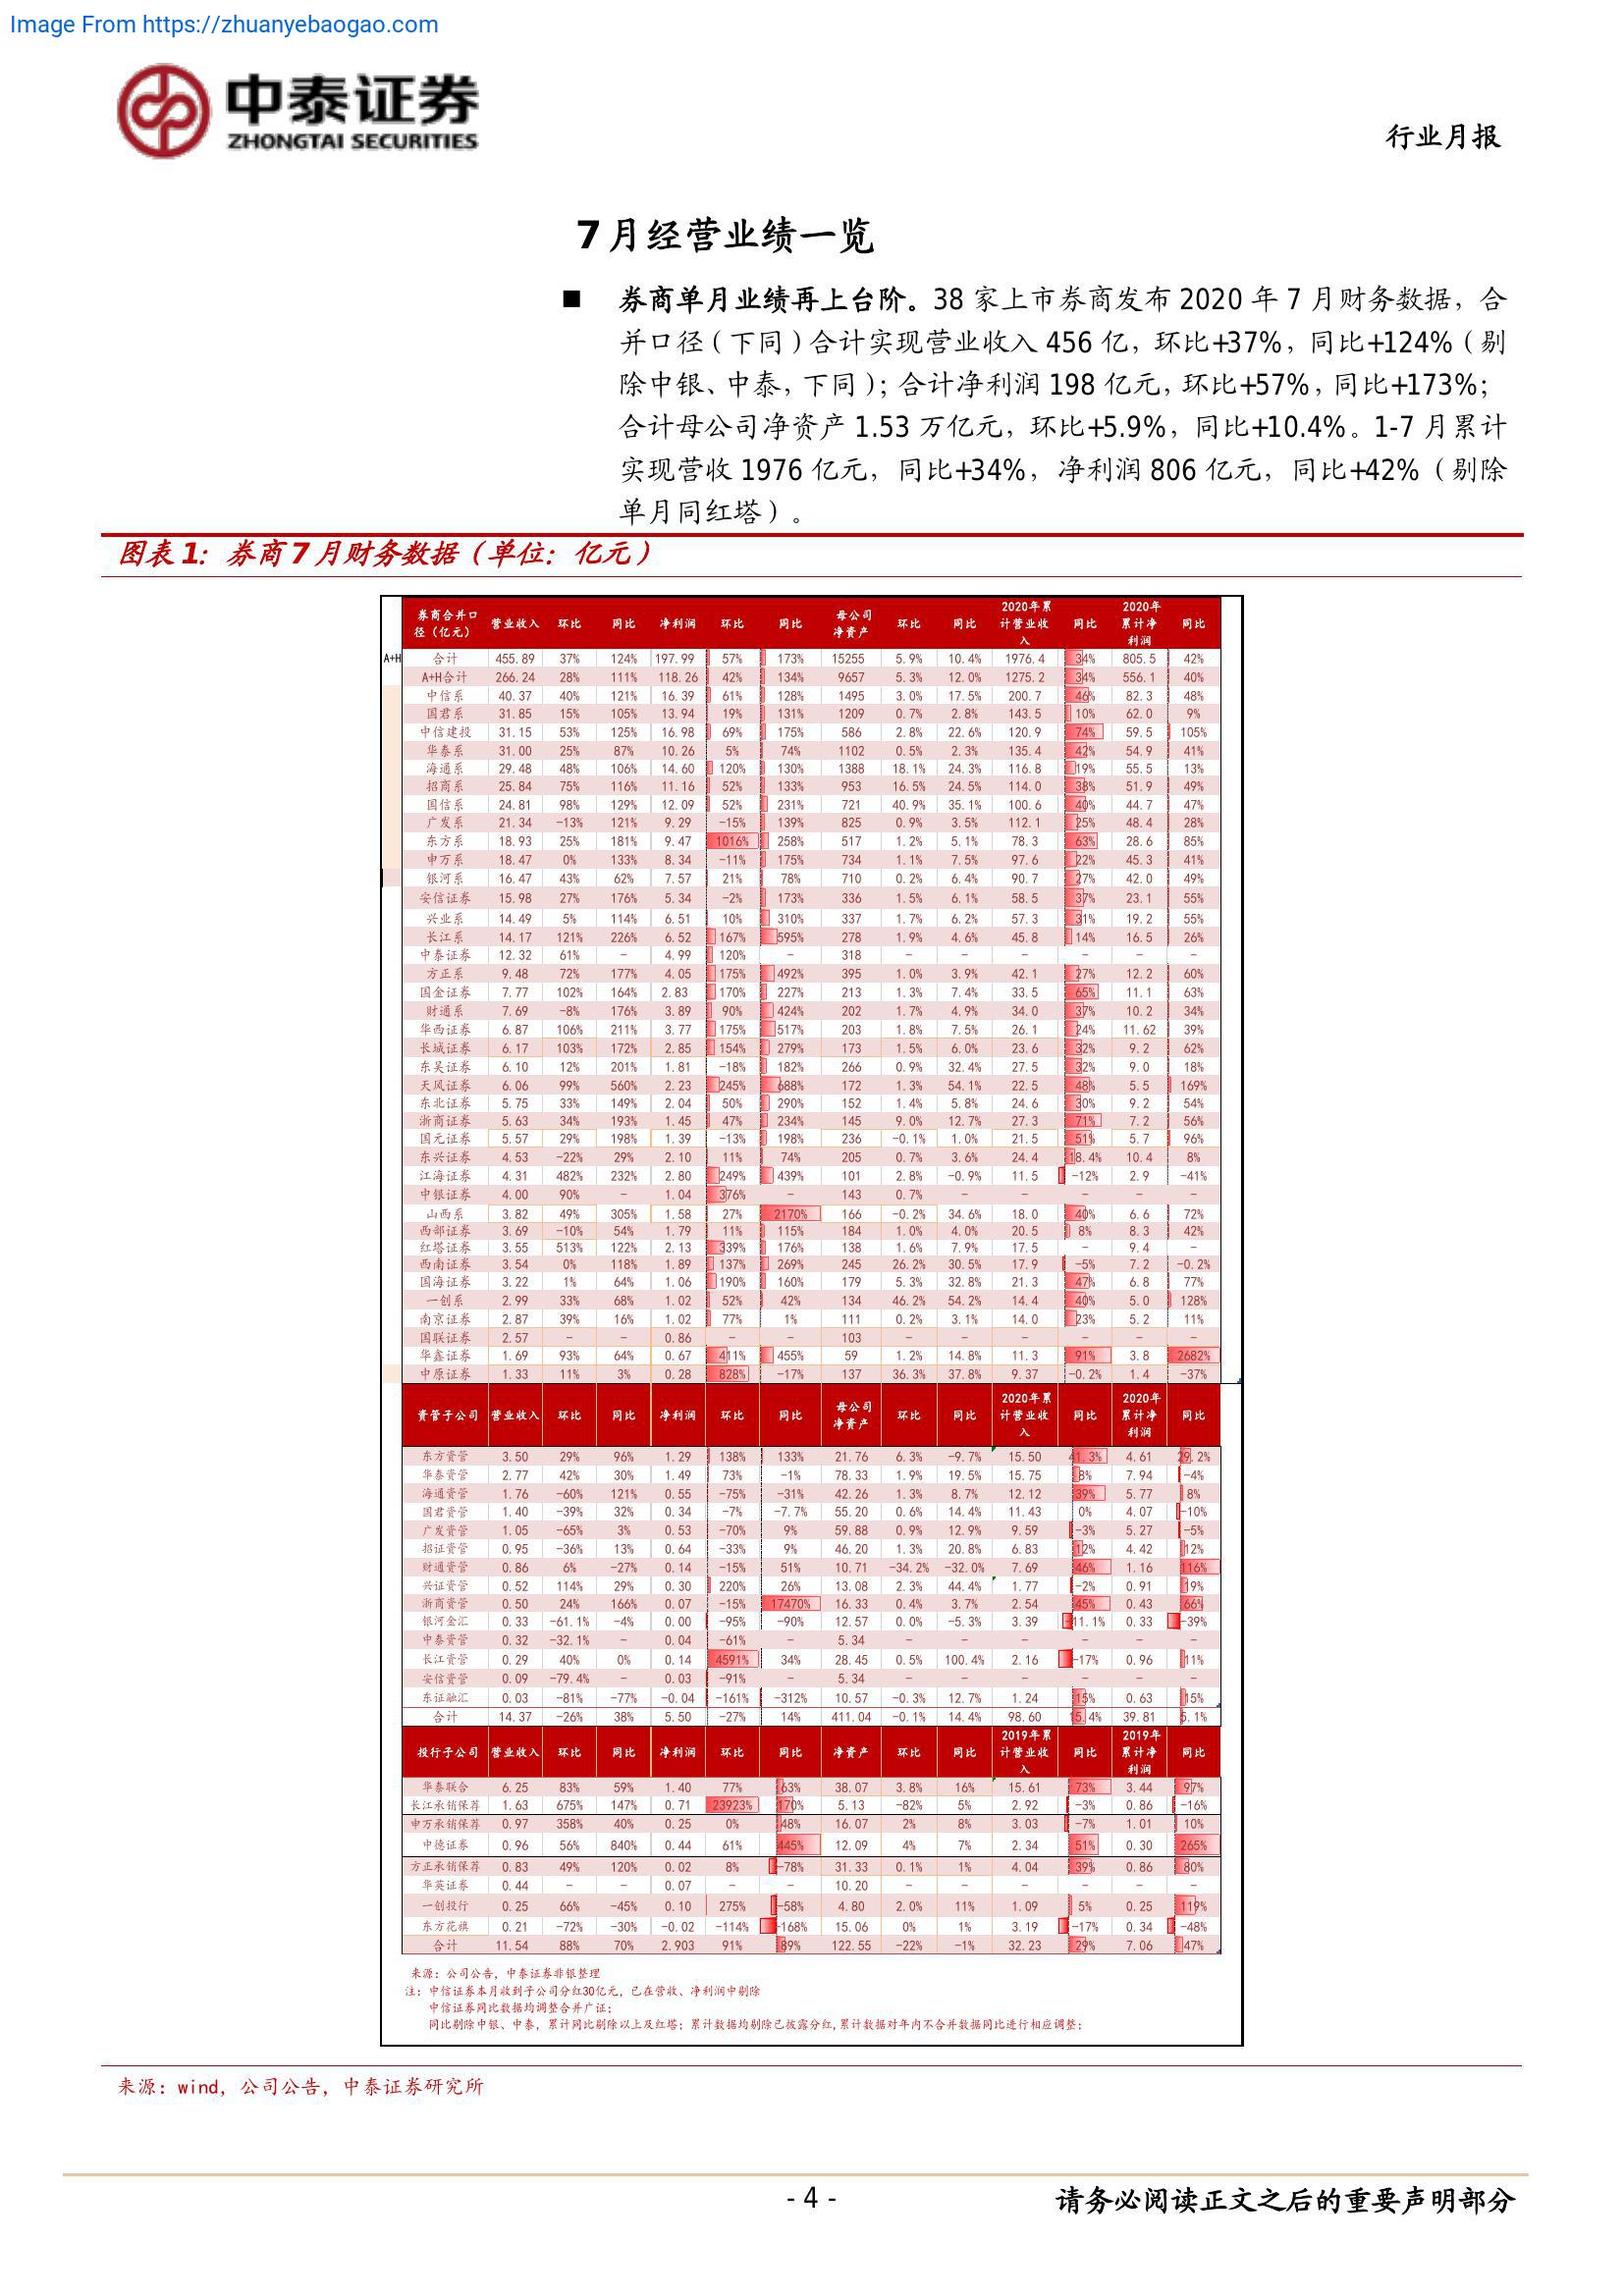 Image From https://zhuanyebaogao.com
中泰证券
ZHONGTAI SECURITIES
行业月报
7 月经营业绩一览
■ 券商单月业绩再上台阶。38 家上市券商发布 2020 年 7 月财务数据，合
并口径（下同）合计实现营业收入 456 亿，环比+37%，同比+124%（剔
除中银、中泰，下同）；合计净利润 198 亿元，环比+57%，同比+173%；
合计母公司净资产 1.53 万亿元，环比+5.9%，同比+10.4%。1-7 月累计
实现营收 1976 亿元，同比+34%，净利润 806 亿元，同比+42%（剔除
单月同红塔）。
图表 1：券商 7 月财务数据（单位：亿元）
券商合并口径（亿元） 营业收入 环比 同比 净利润 环比 同比 母公司净资产 环比 同比 2020年累计营业收入 同比 2020年累计净利润 同比
A+H 合计 455.89 37% 124% 197.99 57% 173% 15255 5.9% 10.4% 1976.4 34% 805.5 42%
A+H合计 266.24 28% 111% 118.26 42% 134% 9657 5.3% 12.0% 1275.2 34% 556.1 40%
中信系 40.37 40% 121% 16.39 61% 128% 1495 3.0% 17.5% 200.7 46% 82.3 48%
国君系 31.85 15% 105% 13.94 19% 131% 1209 0.7% 2.8% 143.5 10% 62.0 9%
中信建投 31.15 53% 125% 16.98 69% 175% 586 2.8% 22.6% 120.9 74% 59.5 105%
华泰系 31.00 25% 87% 10.26 5% 74% 1102 0.5% 2.3% 135.4 42% 54.9 41%
海通系 29.48 48% 106% 14.60 120% 130% 1388 18.1% 24.3% 116.8 19% 55.5 13%
招商系 25.84 75% 116% 11.16 52% 133% 953 16.5% 24.5% 114.0 38% 51.9 49%
国信系 24.81 98% 129% 12.09 52% 231% 721 40.9% 35.1% 100.6 40% 44.7 47%
广发系 21.34 -13% 121% 9.29 -15% 139% 825 0.9% 3.5% 112.1 25% 48.4 28%
东方系 18.93 25% 181% 9.47 1016% 258% 517 1.2% 5.1% 78.3 63% 28.6 85%
申万系 18.47 0% 133% 8.34 -11% 175% 734 1.1% 7.5% 97.6 22% 45.3 41%
银河系 16.47 43% 62% 7.57 21% 78% 710 0.2% 6.4% 90.7 27% 42.0 49%
安信证券 15.98 27% 176% 5.34 -2% 173% 336 1.5% 6.1% 58.5 37% 23.1 55%
兴业系 14.49 5% 114% 6.51 10% 310% 337 1.7% 6.2% 57.3 31% 19.2 55%
长江系 14.17 121% 226% 6.52 167% 595% 278 1.9% 4.6% 45.8 14% 16.5 26%
中泰证券 12.32 61% - 4.99 120% - 318 - - - - - -
方正系 9.48 72% 177% 4.05 175% 492% 395 1.0% 3.9% 42.1 27% 12.2 60%
国金证券 7.77 102% 164% 2.83 170% 227% 213 1.3% 7.4% 33.5 65% 11.1 63%
财通系 7.69 -8% 176% 3.89 90% 424% 202 1.7% 4.9% 34.0 37% 10.2 34%
华西证券 6.87 106% 211% 3.77 175% 517% 203 1.8% 7.5% 26.1 24% 11.62 39%
长城证券 6.17 103% 172% 2.85 154% 279% 173 1.5% 6.0% 23.6 32% 9.2 62%
东吴证券 6.10 12% 201% 1.81 -18% 182% 266 0.9% 32.4% 27.5 32% 9.0 18%
天风证券 6.06 99% 560% 2.23 245% 688% 172 1.3% 54.1% 22.5 48% 5.5 169%
东北证券 5.75 33% 149% 2.04 50% 290% 152 1.4% 5.8% 24.6 30% 9.2 54%
浙商证券 5.63 34% 193% 1.45 47% 234% 145 9.0% 12.7% 27.3 71% 7.2 56%
国元证券 5.57 29% 198% 1.39 -13% 198% 236 -0.1% 1.0% 21.5 51% 5.7 96%
东兴证券 4.53 -22% 29% 2.10 11% 74% 205 0.7% 3.6% 24.4 18.4% 10.4 8%
江海证券 4.31 482% 232% 2.80 249% 439% 101 2.8% -0.9% 11.5 -12% 2.9 -41%
中银证券 4.00 90% - 1.04 376% - 143 0.7% - - - - -
山西系 3.82 49% 305% 1.58 27% 2170% 166 -0.2% 34.6% 18.0 40% 6.6 72%
西部证券 3.69 -10% 54% 1.79 11% 115% 184 1.0% 4.0% 20.5 8% 8.3 42%
红塔证券 3.55 513% 122% 2.13 339% 176% 138 1.6% 7.9% 17.5 - 9.4 -
西南证券 3.54 0% 118% 1.89 137% 269% 245 26.2% 30.5% 17.9 -5% 7.2 -0.2%
国海证券 3.22 1% 64% 1.06 190% 160% 179 5.3% 32.8% 21.3 47% 6.8 77%
一创系 2.99 33% 68% 1.02 52% 42% 134 46.2% 54.2% 14.4 40% 5.0 128%
南京证券 2.87 39% 16% 1.02 77% 1% 111 0.2% 3.1% 14.0 23% 5.2 11%
国联证券 2.57 - - 0.86 - - 103 - - - - - -
华鑫证券 1.69 93% 64% 0.67 411% 455% 59 1.2% 14.8% 11.3 91% 3.8 2682%
中原证券 1.33 11% 3% 0.28 828% -17% 137 36.3% 37.8% 9.37 -0.2% 1.4 -37%
资管子公司 营业收入 环比 同比 净利润 环比 同比 母公司净资产 环比 同比 2020年累计营业收入 同比 2020年累计净利润 同比
东方资管 3.50 29% 96% 1.29 138% 133% 21.76 6.3% -9.7% 15.50 41.3% 4.61 29.2%
华泰资管 2.77 42% 30% 1.49 73% -1% 78.33 1.9% 19.5% 15.75 8% 7.94 -4%
海通资管 1.76 -60% 121% 0.55 -75% -31% 42.26 1.3% 8.7% 12.12 39% 5.77 8%
国君资管 1.40 -39% 32% 0.34 -7% -7.7% 55.20 0.6% 14.4% 11.43 0% 4.07 -10%
广发资管 1.05 -65% 3% 0.53 -70% 9% 59.88 0.9% 12.9% 9.59 -3% 5.27 -5%
招证资管 0.95 -36% 13% 0.64 -33% 9% 46.20 1.3% 20.8% 6.83 12% 4.42 12%
财通资管 0.86 6% -27% 0.14 -15% 51% 10.71 -34.2% -32.0% 7.69 46% 1.16 116%
兴证资管 0.52 114% 29% 0.30 220% 26% 13.08 2.3% 44.4% 1.77 -2% 0.91 19%
浙商资管 0.50 24% 166% 0.07 -15% 17470% 16.33 0.4% 3.7% 2.54 45% 0.43 66%
银河金汇 0.33 -61.1% -4% 0.00 -95% -90% 12.57 0.0% -5.3% 3.39 -11.1% 0.33 -39%
中泰资管 0.32 -32.1% - 0.04 -61% - 5.34 - - - - - -
长江资管 0.29 40% 0% 0.14 4591% 34% 28.45 0.5% 100.4% 2.16 -17% 0.96 11%
安信资管 0.09 -79.4% - 0.03 -91% - 5.34 - - - - - -
东证融汇 0.03 -81% -77% -0.04 -161% -312% 10.57 -0.3% 12.7% 1.24 15% 0.63 15%
合计 14.37 -26% 38% 5.50 -27% 14% 411.04 -0.1% 14.4% 98.60 15.4% 39.81 5.1%
投行子公司 营业收入 环比 同比 净利润 环比 同比 净资产 环比 同比 2019年累计营业收入 同比 2019年累计净利润 同比
华泰联合 6.25 83% 59% 1.40 77% 63% 38.07 3.8% 16% 15.61 73% 3.44 97%
长江承销保荐 1.63 675% 147% 0.71 23923% 170% 5.13 -82% 5% 2.92 -3% 0.86 -16%
申万承销保荐 0.97 358% 40% 0.25 0% 48% 16.07 2% 8% 3.03 -7% 1.01 10%
中德证券 0.96 56% 840% 0.44 61% 445% 12.09 4% 7% 2.34 51% 0.30 265%
方正承销保荐 0.83 49% 120% 0.02 8% -78% 31.33 0.1% 1% 4.04 39% 0.86 80%
华英证券 0.44 - - 0.07 - - 10.20 - - - - - -
一创投行 0.25 66% -45% 0.10 275% -58% 4.80 2.0% 11% 1.09 5% 0.25 119%
东方花旗 0.21 -72% -30% -0.02 -114% -168% 15.06 0% 1% 3.19 -17% 0.34 -48%
合计 11.54 88% 70% 2.903 91% 89% 122.55 -22% -1% 32.23 29% 7.06 47%
来源：公司公告，中泰证券非银整理
注：中信证券本月收到子公司分红30亿元，已在营收、净利润中剔除
中信证券同比数据均调整合并广证；
同比剔除中银、中泰，累计同比剔除以上及红塔；累计数据均剔除已披露分红,累计数据对年内不合并数据同比进行相应调整；
来源：wind，公司公告，中泰证券研究所
- 4 -
请务必阅读正文之后的重要声明部分